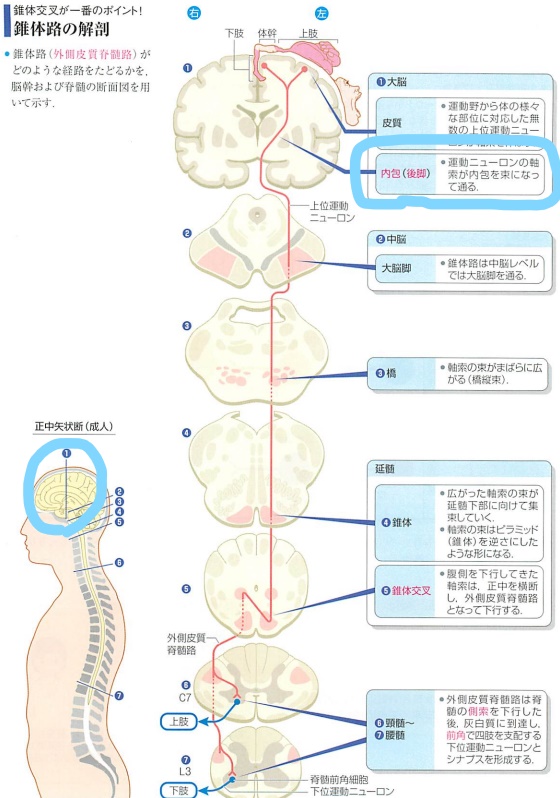 錐体交叉が一番のポイント!
錐体路の解剖
● 錐体路(外側皮質脊髄路)が
どのような経路をたどるかを,
脳幹および脊髄の断面図を用
いて示す.
右
左
下肢
体幹
上肢
❶
❶大脳
皮質
● 運動野から体の様々
な部位に対応した無
数の上位運動ニュー
内包(後脚)
● 運動ニューロンの軸
索が内包を束になっ
て通る.
上位運動
ニューロン
❷
❷中脳
大脳脚
● 錐体路は中脳レベル
では大脳脚を通る.
❸
❸橋
● 軸索の束がまばらに広
がる(橋縦束).
❹
延髄
❹錐体
● 広がった軸索の束が
延髄下部に向けて集
束していく.
● 軸索の束はピラミッド
(錐体)を逆さにした
ような形になる.
❺
❺錐体交叉
● 腹側を下行してきた
軸索は,正中を横断
し,外側皮質脊髄路
となって下行する.
外側皮質
脊髄路
❻
C7
上肢
❼
L3
下肢
❻頸髄~
❼腰髄
● 外側皮質脊髄路は脊
髄の側索を下行した
後,灰白質に到達し,
前角で四肢を支配する
下位運動ニューロンと
シナプスを形成する.
脊髄前角細胞
下位運動ニューロン
正中矢状断(成人)
❶
❷
❸
❹
❺
❻
❼